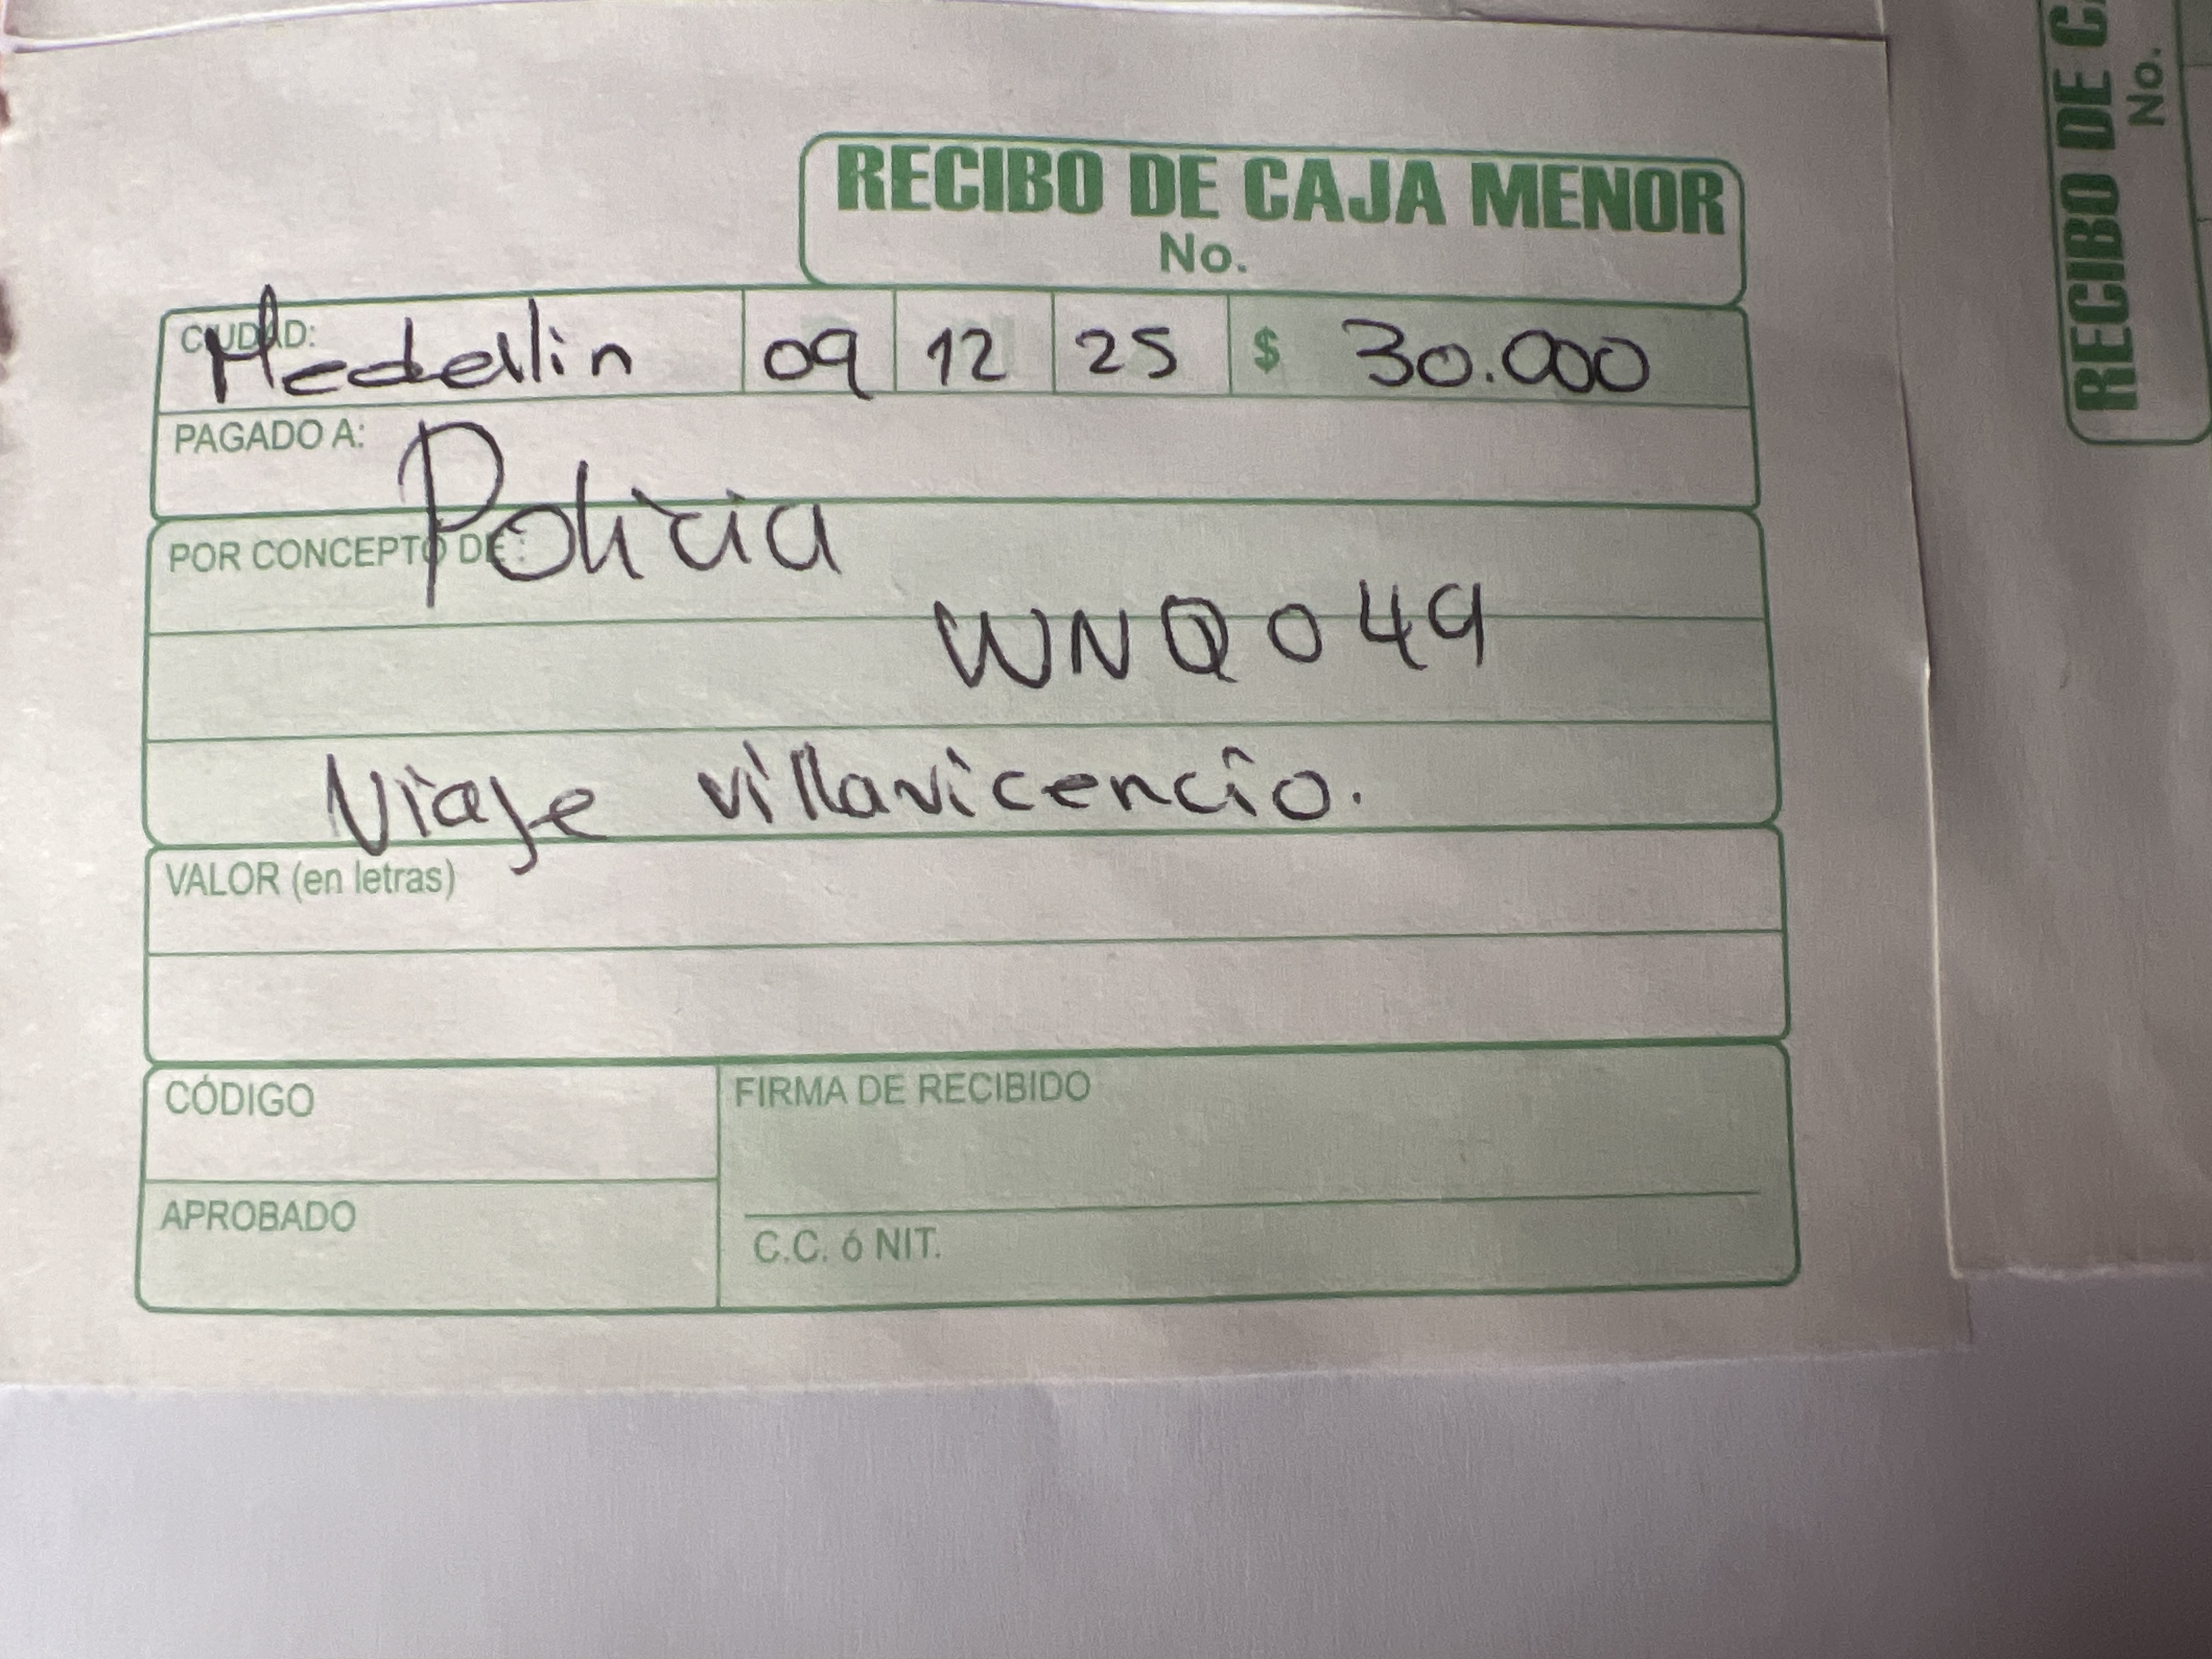 RECIBO DE CAJA MENOR
No.
CIUDAD: Medellin 09 12 25 $ 30.000
PAGADO A: Policia
POR CONCEPTO DE:
WNQ049
Viaje villavicencio.
VALOR (en letras)
CÓDIGO
FIRMA DE RECIBIDO
APROBADO
C.C. ó NIT.
RECIBO DE CA
No.